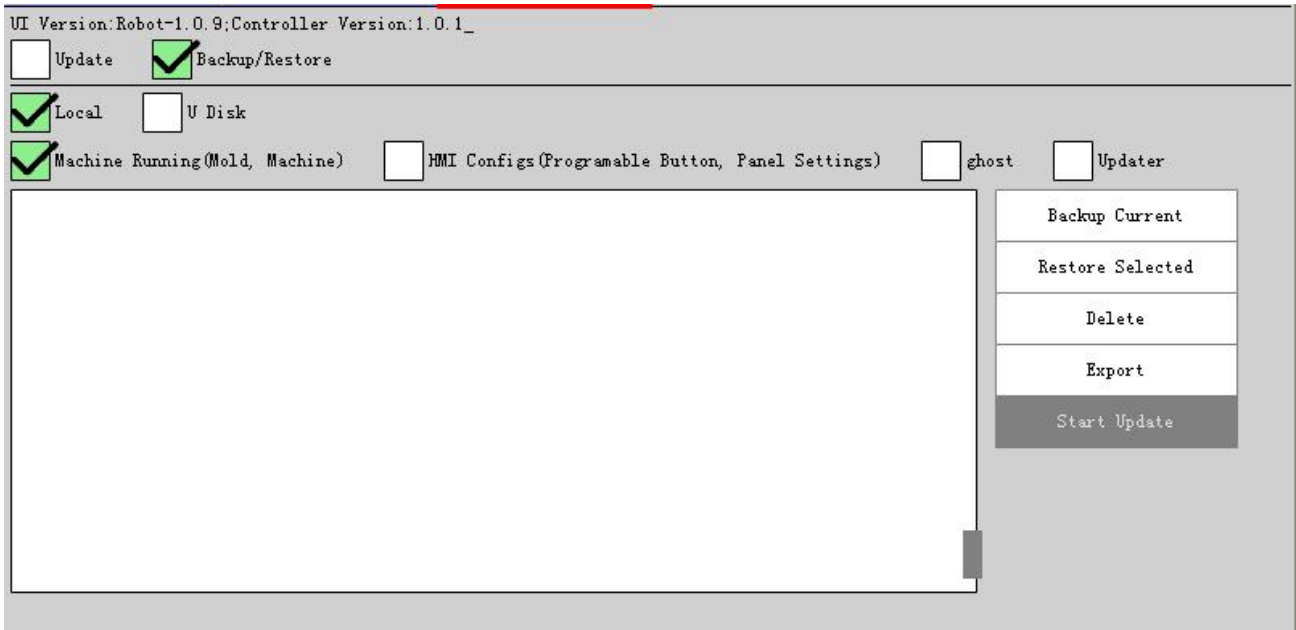 UI Version:Robot-1.0.9;Controller Version:1.0.1_
Update Backup/Restore
Local U Disk
Machine Running(Mold, Machine) HMI Configs(Programable Button, Panel Settings) ghost Updater
Backup Current
Restore Selected
Delete
Export
Start Update